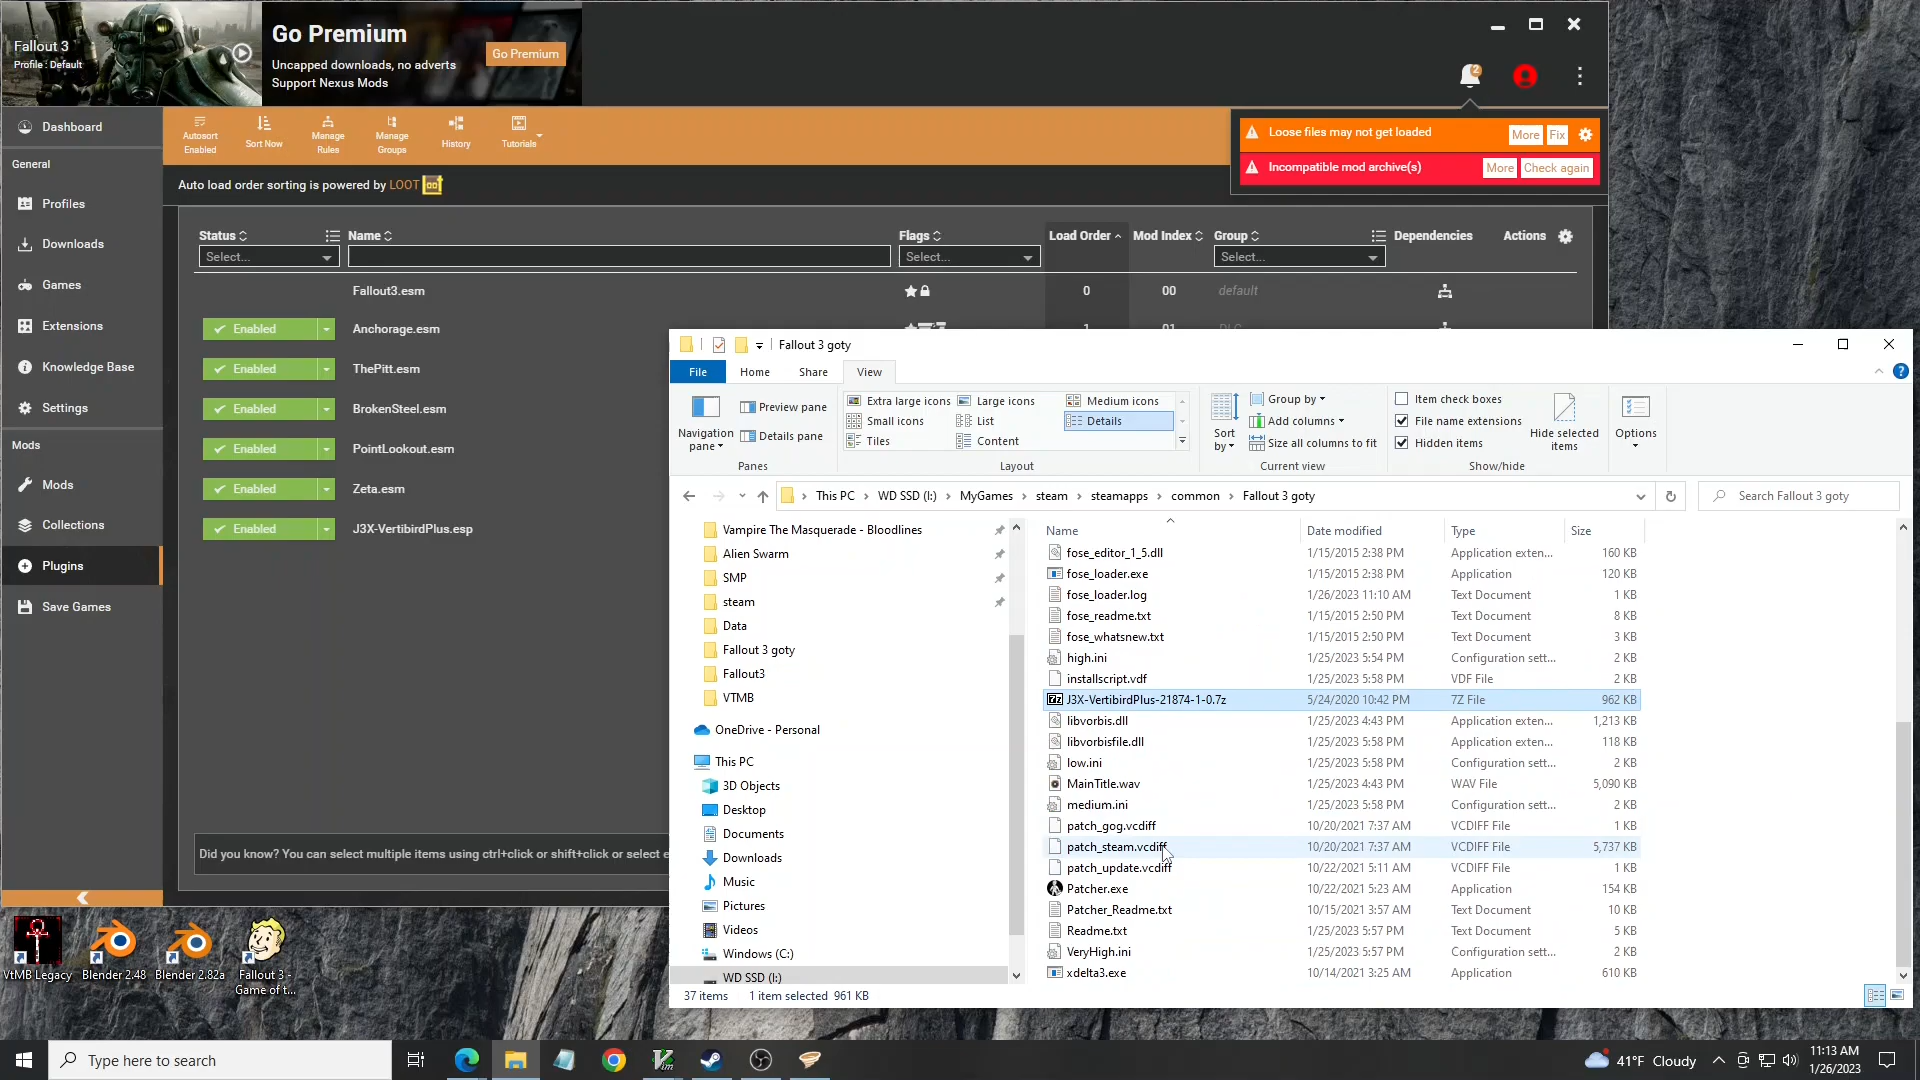 Fallout 3
Profile : Default
Go Premium
Uncapped downloads, no adverts
Support Nexus Mods
Go Premium
2
Dashboard
General
Profiles
Downloads
Games
Extensions
Knowledge Base
Settings
Mods
Mods
Collections
Plugins
Save Games
Autosort
Enabled
Sort Now
Manage
Rules
Manage
Groups
History
Tutorials
Loose files may not get loaded
More
Fix
Incompatible mod archive(s)
More
Check again
Auto load order sorting is powered by LOOT
Status
Name
Flags
Load Order
Mod Index
Group
Dependencies
Actions
Select...
Select...
Select...
Fallout3.esm
0
00
default
Enabled
Anchorage.esm
Enabled
ThePitt.esm
Enabled
BrokenSteel.esm
Enabled
PointLookout.esm
Enabled
Zeta.esm
Enabled
J3X-VertibirdPlus.esp
Did you know? You can select multiple items using ctrl+click or shift+click or select e
Fallout 3 goty
File
Home
Share
View
Navigation
pane
Preview pane
Details pane
Panes
Extra large icons
Large icons
Medium icons
Small icons
List
Details
Tiles
Content
Layout
Sort
by
Group by
Add columns
Size all columns to fit
Current view
Item check boxes
File name extensions
Hidden items
Hide selected
items
Show/hide
Options
This PC
WD SSD (I:)
MyGames
steam
steamapps
common
Fallout 3 goty
Search Fallout 3 goty
Vampire The Masquerade - Bloodlines
Alien Swarm
SMP
steam
Data
Fallout 3 goty
Fallout3
VTMB
OneDrive - Personal
This PC
3D Objects
Desktop
Documents
Downloads
Music
Pictures
Videos
Windows (C:)
WD SSD (I:)
Name
Date modified
Type
Size
fose_editor_1_5.dll 1/15/2015 2:38 PM Application exten... 160 KB
fose_loader.exe 1/15/2015 2:38 PM Application 120 KB
fose_loader.log 1/26/2023 11:10 AM Text Document 1 KB
fose_readme.txt 1/15/2015 2:50 PM Text Document 8 KB
fose_whatsnew.txt 1/15/2015 2:50 PM Text Document 3 KB
high.ini 1/25/2023 5:54 PM Configuration sett... 2 KB
installscript.vdf 1/25/2023 5:58 PM VDF File 2 KB
J3X-VertibirdPlus-21874-1-0.7z 5/24/2020 10:42 PM 7Z File 962 KB
libvorbis.dll 1/25/2023 4:43 PM Application exten... 1,213 KB
libvorbisfile.dll 1/25/2023 5:58 PM Application exten... 118 KB
low.ini 1/25/2023 5:58 PM Configuration sett... 2 KB
MainTitle.wav 1/25/2023 4:43 PM WAV File 5,090 KB
medium.ini 1/25/2023 5:58 PM Configuration sett... 2 KB
patch_gog.vcdiff 10/20/2021 7:37 AM VCDIFF File 1 KB
patch_steam.vcdiff 10/20/2021 7:37 AM VCDIFF File 5,737 KB
patch_update.vcdiff 10/22/2021 5:11 AM VCDIFF File 1 KB
Patcher.exe 10/22/2021 5:23 AM Application 154 KB
Patcher_Readme.txt 10/15/2021 3:57 AM Text Document 10 KB
Readme.txt 1/25/2023 5:57 PM Text Document 5 KB
VeryHigh.ini 1/25/2023 5:57 PM Configuration sett... 2 KB
xdelta3.exe 10/14/2021 3:25 AM Application 610 KB
37 items
1 item selected 961 KB
VtMB Legacy
Blender 2.48
Blender 2.82a
Fallout 3 -
Game of t...
Type here to search
41°F Cloudy
11:13 AM
1/26/2023